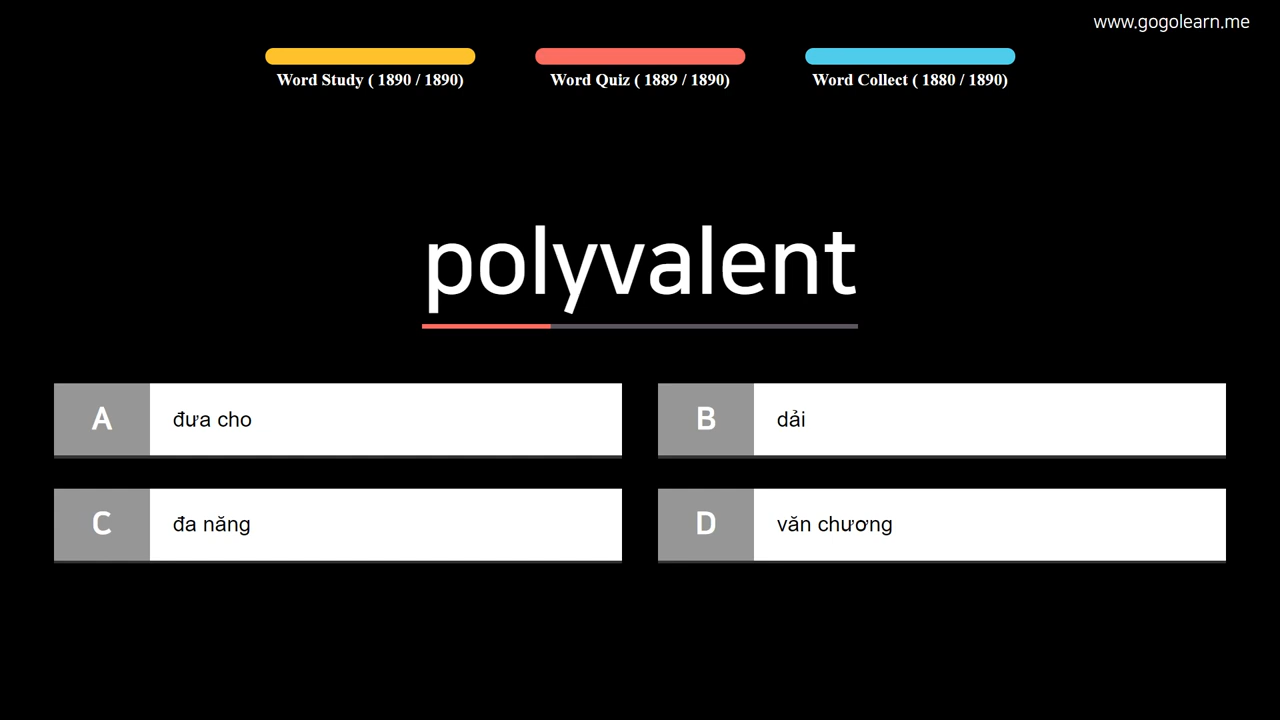 www.gogolearn.me
Word Study ( 1890 / 1890)
Word Quiz ( 1889 / 1890)
Word Collect ( 1880 / 1890)
polyvalent
A đưa cho
B dải
C đa năng
D văn chương